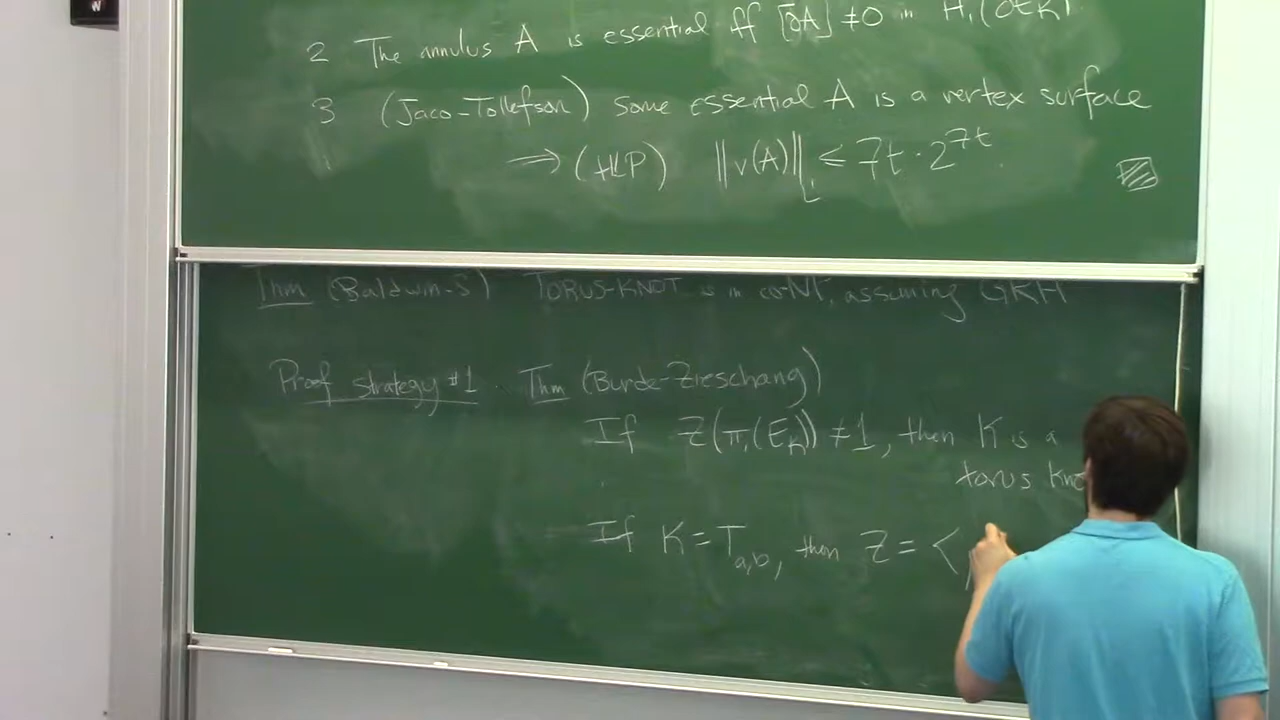 2 The annulus A is essential iff [∂A] ≠ 0 in H₁(∂E_K)
3 (Jaco-Tollefson) Some essential A is a vertex surface
⟹ (HLP) ||v(A)||_{L¹} ≤ 7t · 2^{7t}
Thm (Baldwin-S) TORUS-KNOT is in coNP, assuming GRH
Proof strategy #1. Thm (Burde-Zieschang)
If Z(π₁(E_K)) ≠ 1, then K is a
torus
If K = T_{a,b}, then Z = ⟨
W